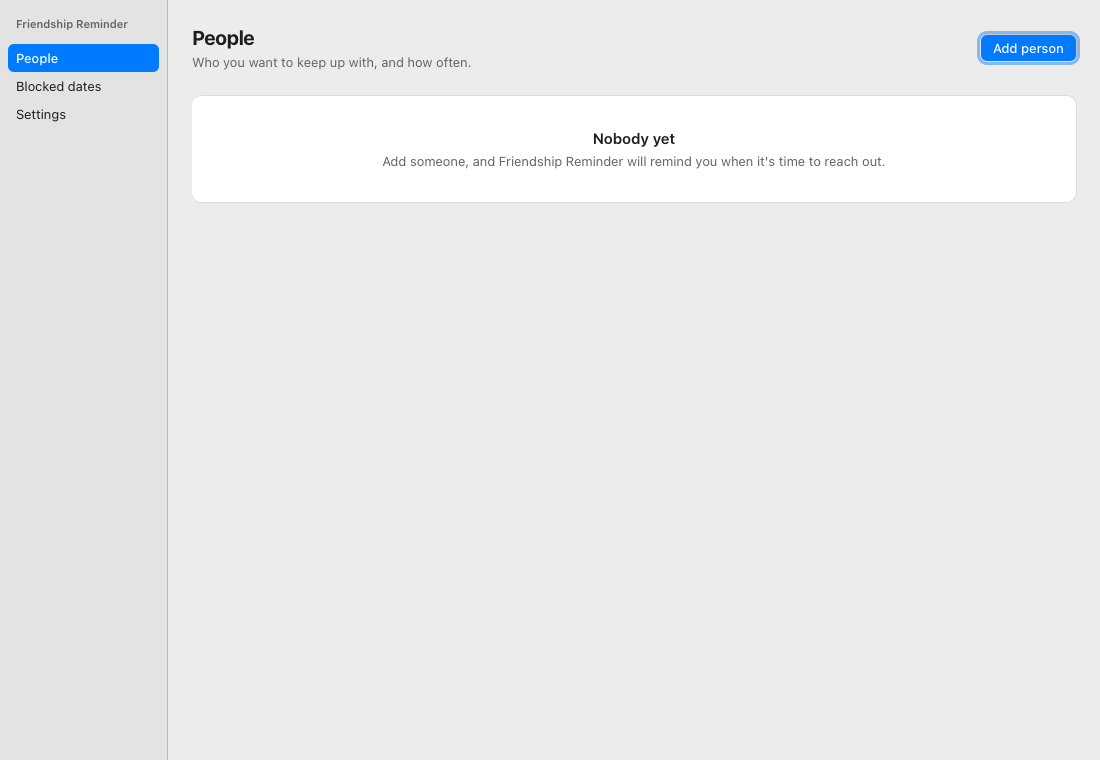 Friendship Reminder
People
Blocked dates
Settings
People
Who you want to keep up with, and how often.
Add person
Nobody yet
Add someone, and Friendship Reminder will remind you when it's time to reach out.